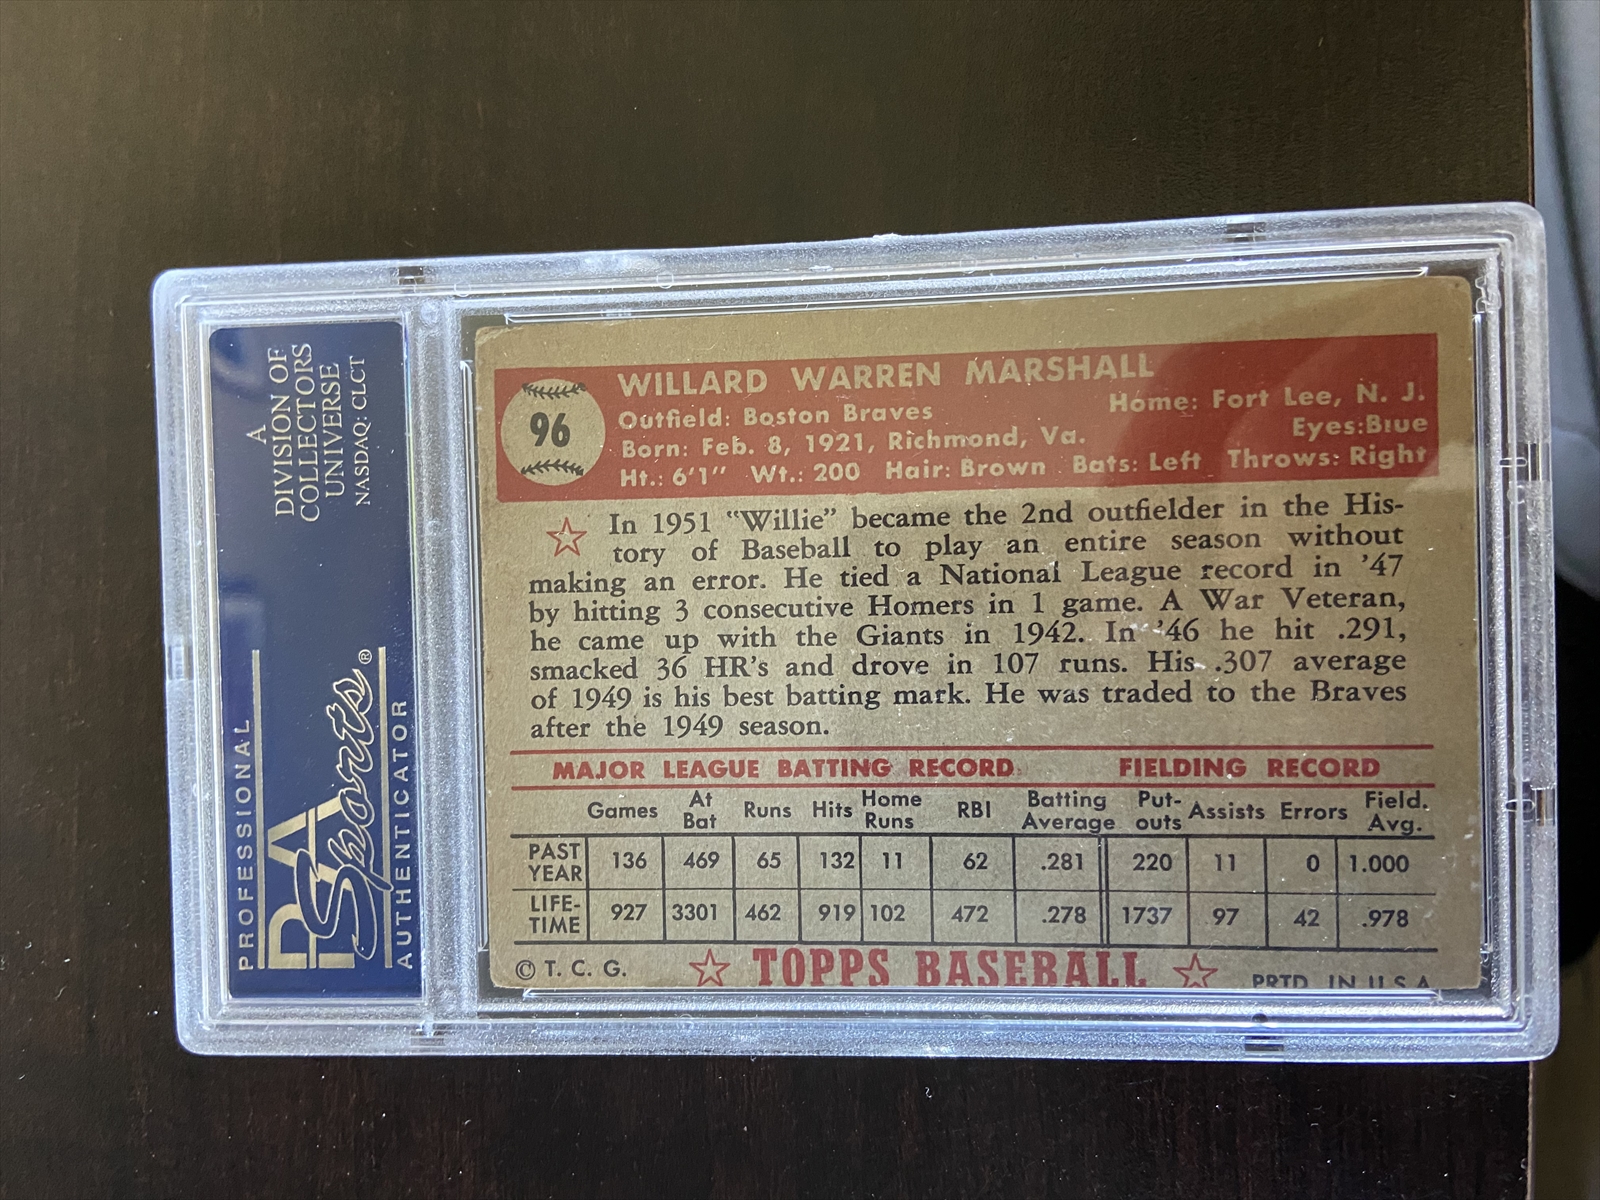 A
DIVISION OF
COLLECTORS
UNIVERSE
NASDAQ: CLCT
PROFESSIONAL
PSA
Sports®
AUTHENTICATOR
96
WILLARD WARREN MARSHALL
Outfield: Boston Braves Home: Fort Lee, N. J.
Born: Feb. 8, 1921, Richmond, Va. Eyes:Blue
Ht.: 6'1" Wt.: 200 Hair: Brown Bats: Left Throws: Right
In 1951 "Willie" became the 2nd outfielder in the His-
tory of Baseball to play an entire season without
making an error. He tied a National League record in '47
by hitting 3 consecutive Homers in 1 game. A War Veteran,
he came up with the Giants in 1942. In '46 he hit .291,
smacked 36 HR's and drove in 107 runs. His .307 average
of 1949 is his best batting mark. He was traded to the Braves
after the 1949 season.
MAJOR LEAGUE BATTING RECORD FIELDING RECORD
Games At Bat Runs Hits Home Runs RBI Batting Average Put-outs Assists Errors Field. Avg.
PAST YEAR 136 469 65 132 11 62 .281 220 11 0 1.000
LIFE-TIME 927 3301 462 919 102 472 .278 1737 97 42 .978
© T. C. G. TOPPS BASEBALL PRTD. IN U.S.A.